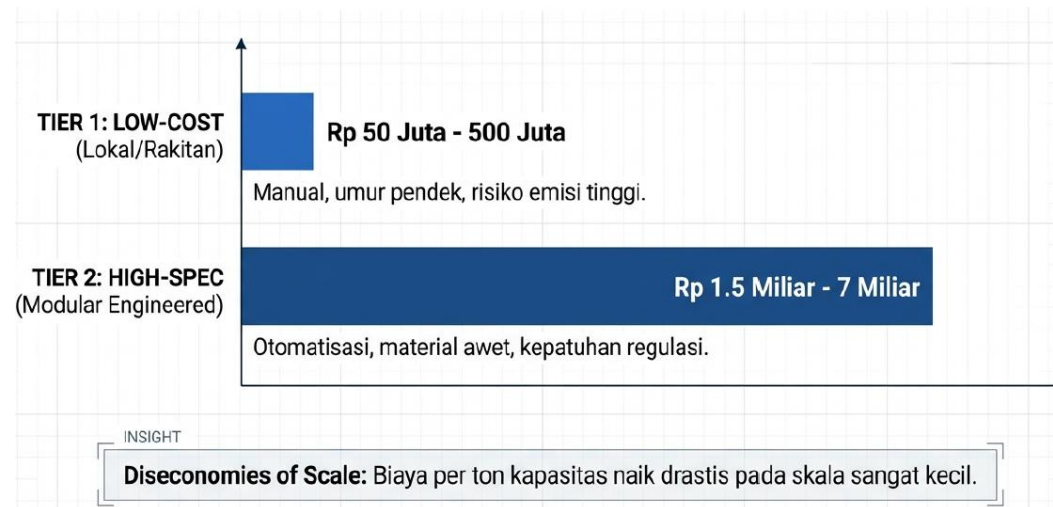 TIER 1: LOW-COST
(Lokal/Rakitan)
Rp 50 Juta - 500 Juta
Manual, umur pendek, risiko emisi tinggi.
TIER 2: HIGH-SPEC
(Modular Engineered)
Rp 1.5 Miliar - 7 Miliar
Otomatisasi, material awet, kepatuhan regulasi.
INSIGHT
Diseconomies of Scale: Biaya per ton kapasitas naik drastis pada skala sangat kecil.